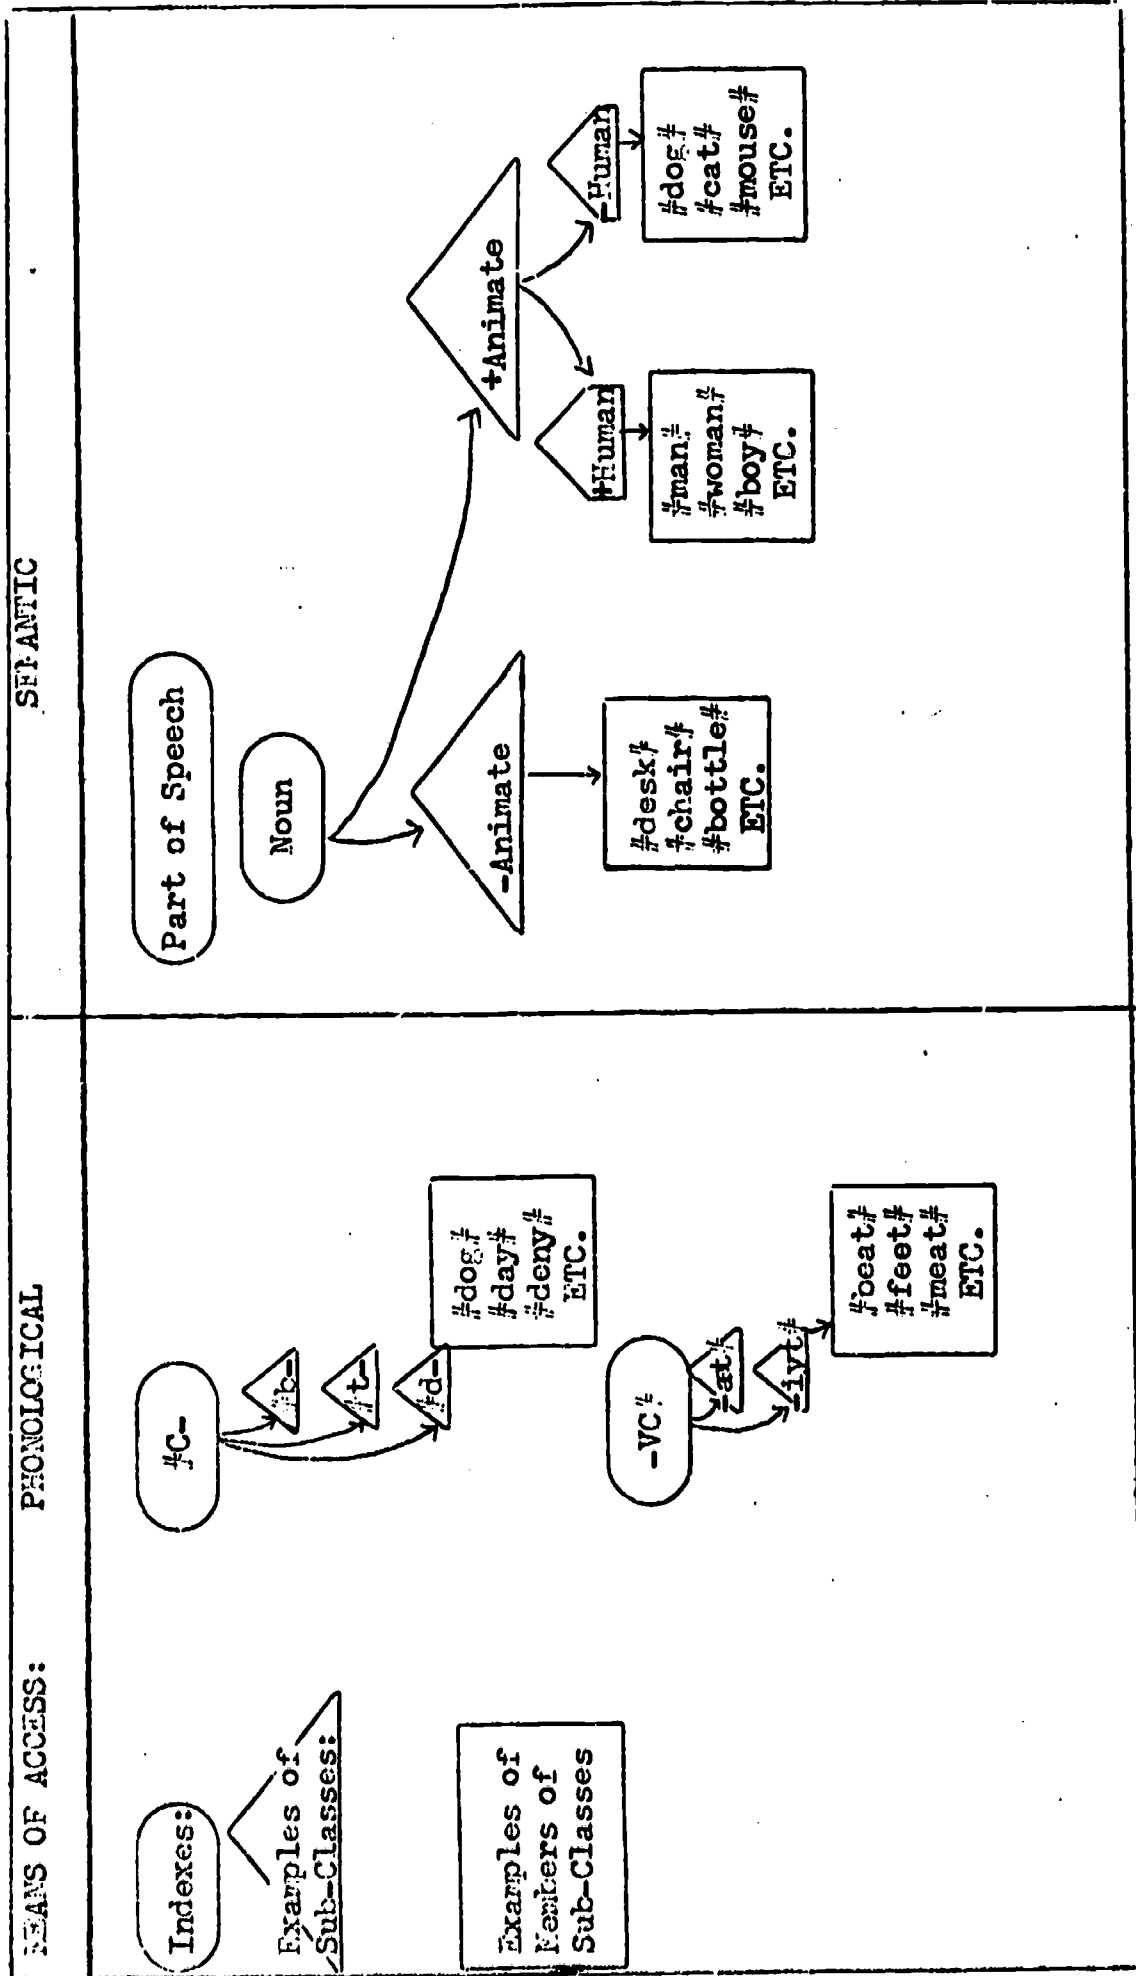 MEANS OF ACCESS:
PHONOLOGICAL
SEMANTIC
Indexes:
Examples of
Sub-Classes:
Examples of
Members of
Sub-Classes
#C-
#b-
#t-
#d-
#dog#
#day#
#deny#
ETC.
-VC#
-at#
-iyt#
#beat#
#feet#
#meat#
ETC.
Part of Speech
Noun
-Animate
#desk#
#chair#
#bottle#
ETC.
+Animate
+Human
#man#
#woman#
#boy#
ETC.
-Human
#dog#
#cat#
#mouse#
ETC.